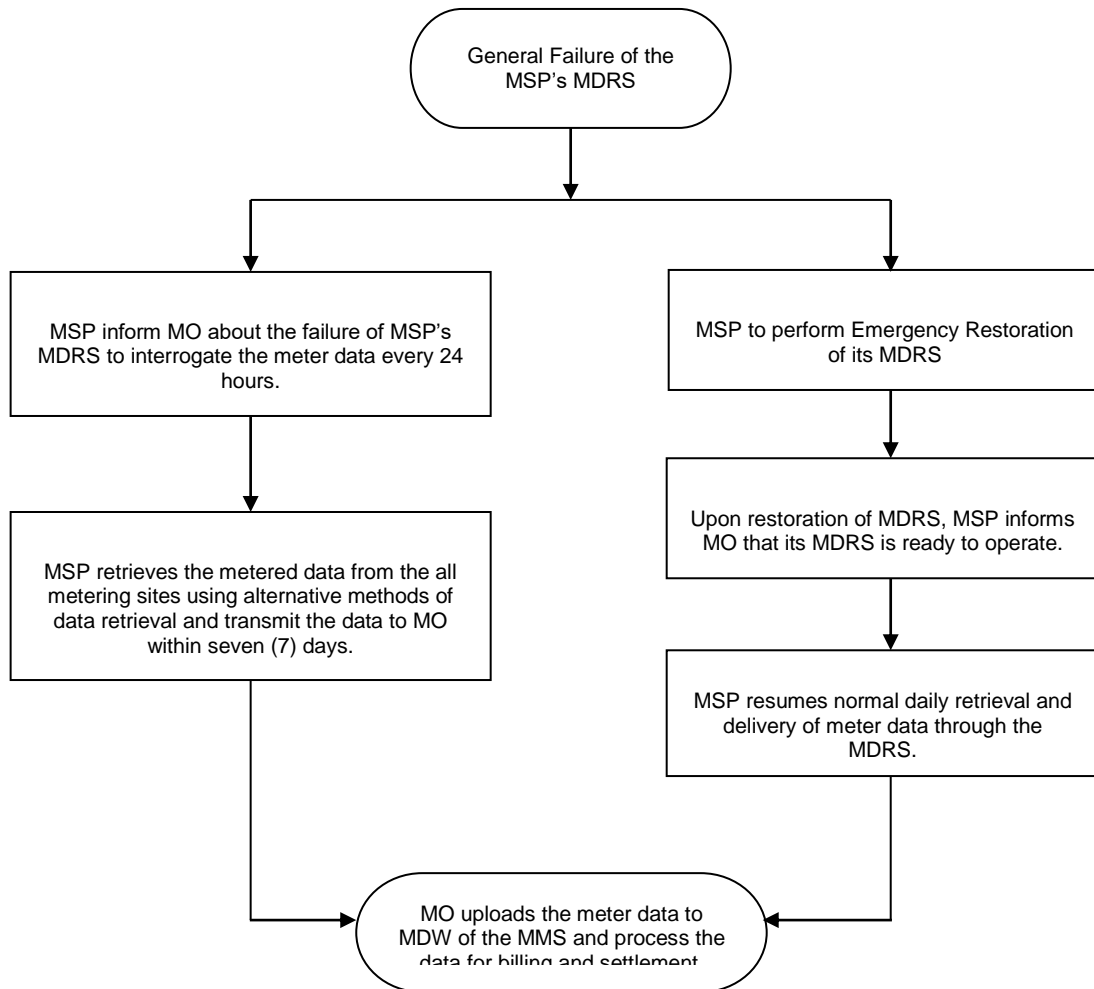 General Failure of the
MSP's MDRS
MSP inform MO about the failure of MSP's
MDRS to interrogate the meter data every 24
hours.
MSP to perform Emergency Restoration
of its MDRS
Upon restoration of MDRS, MSP informs
MO that its MDRS is ready to operate.
MSP retrieves the metered data from the all
metering sites using alternative methods of
data retrieval and transmit the data to MO
within seven (7) days.
MSP resumes normal daily retrieval and
delivery of meter data through the
MDRS.
MO uploads the meter data to
MDW of the MMS and process the
data for billing and settlement